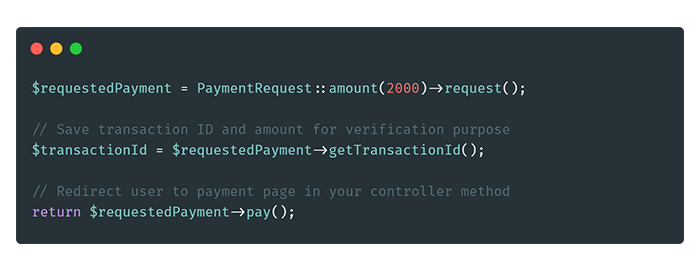 $requestedPayment = PaymentRequest::amount(2000)->request();
// Save transaction ID and amount for verification purpose
$transactionId = $requestedPayment->getTransactionId();
// Redirect user to payment page in your controller method
return $requestedPayment->pay();